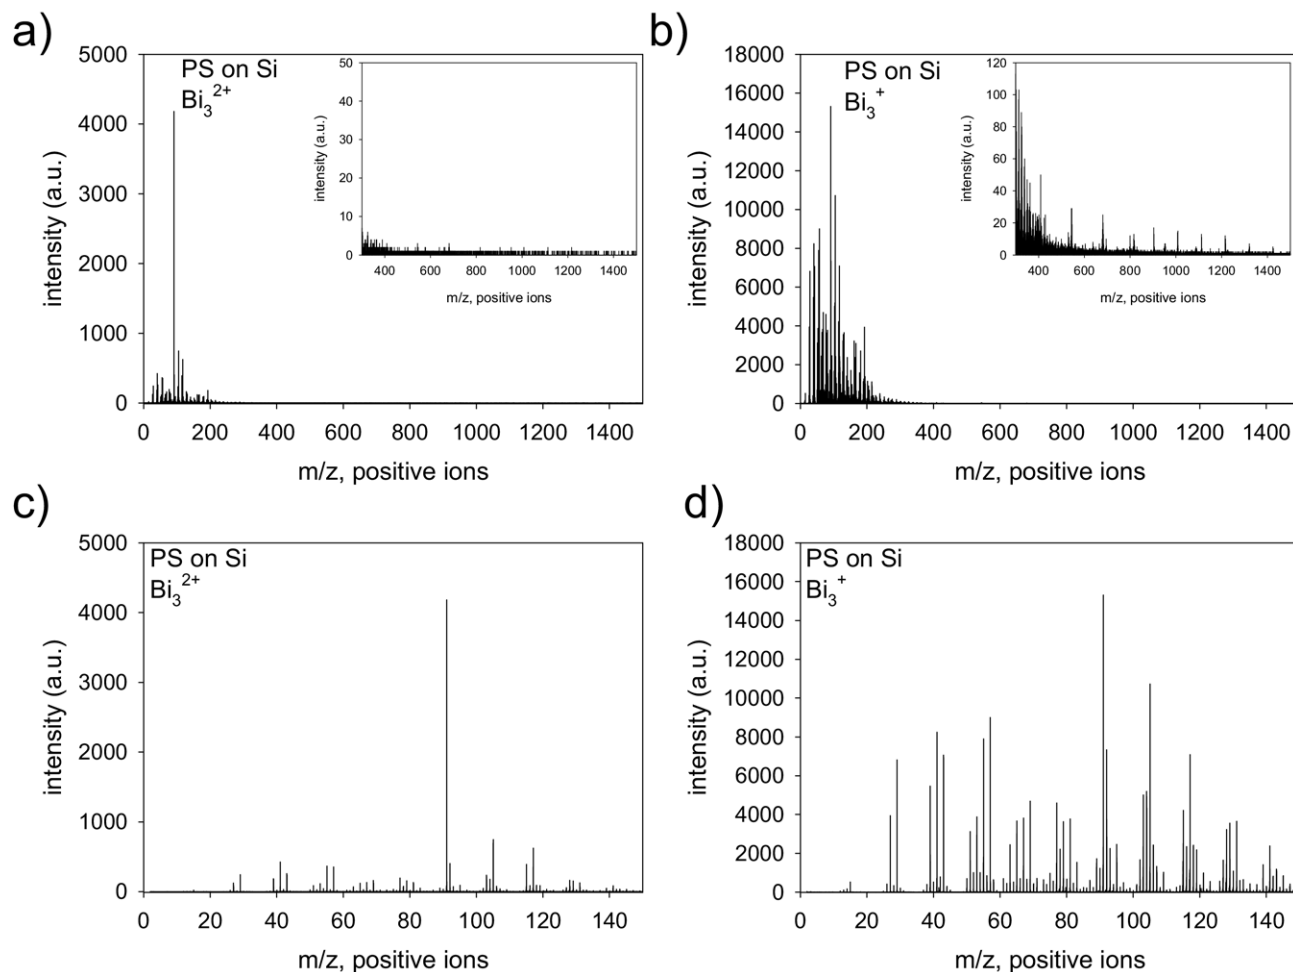 a)
PS on Si
Bi₃²⁺
intensity (a.u.)
5000
4000
3000
2000
1000
0
0 200 400 600 800 1000 1200 1400
m/z, positive ions
intensity (a.u.)
50
40
30
20
10
0
400 600 800 1000 1200 1400
m/z, positive ions
b)
PS on Si
Bi₃⁺
intensity (a.u.)
18000
16000
14000
12000
10000
8000
6000
4000
2000
0
0 200 400 600 800 1000 1200 1400
m/z, positive ions
intensity (a.u.)
120
100
80
60
40
20
0
400 600 800 1000 1200 1400
m/z, positive ions
c)
PS on Si
Bi₃²⁺
intensity (a.u.)
5000
4000
3000
2000
1000
0
0 20 40 60 80 100 120 140
m/z, positive ions
d)
PS on Si
Bi₃⁺
intensity (a.u.)
18000
16000
14000
12000
10000
8000
6000
4000
2000
0
0 20 40 60 80 100 120 140
m/z, positive ions